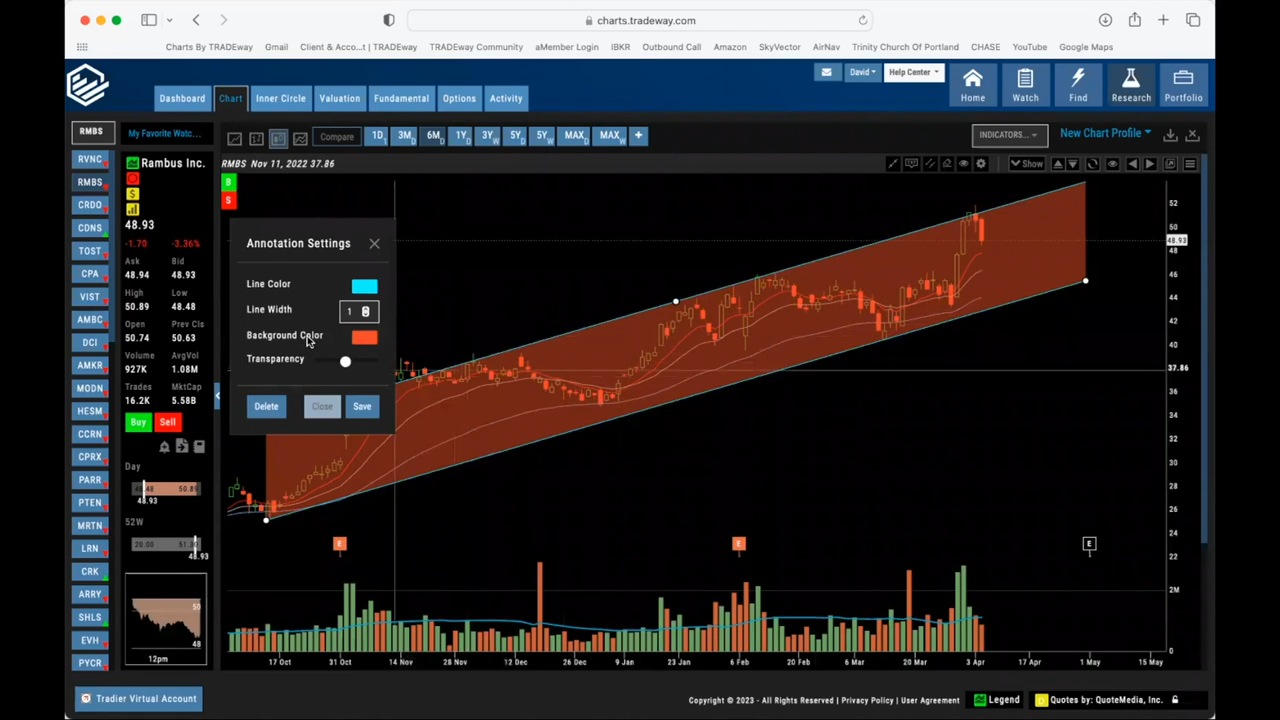 charts.tradeway.com
Charts By TRADEway Gmail Client & Acco...t | TRADEway TRADEway Community aMember Login IBKR Outbound Call Amazon SkyVector AirNav Trinity Church Of Portland CHASE YouTube Google Maps
David Help Center
Dashboard Chart Inner Circle Valuation Fundamental Options Activity
Home Watch Find Research Portfolio
RMBS My Favorite Watc... Compare 1D 3M D 6M D 1Y D 3Y W 5Y D 5Y W MAX D MAX W + INDICATORS... New Chart Profile
RMBS Nov 11, 2022 37.86 Show
RVNC
RMBS
CRDO
CDNS
TOST
CPA
VIST
AMBC
DCI
AMKR
MODN
HESM
CCRN
CPRX
PARR
PTEN
MRTN
LRN
CRK
ARRY
SHLS
EVH
PYCR
Rambus Inc.
$
48.93
-1.70 -3.36%
Ask Bid
48.94 48.93
High Low
50.89 48.48
Open Prev Cls
50.74 50.63
Volume AvgVol
927K 1.08M
Trades MktCap
16.2K 5.58B
Buy Sell
Day
48.93
52W
20.00
48.93
50
48
12pm
B
S
Annotation Settings
Line Color
Line Width 1
Background Color
Transparency
Delete Close Save
52
50
48.93
48
46
44
42
40
37.86
36
34
32
30
28
26
24
22
2M
0
E E E
17 Oct 31 Oct 14 Nov 28 Nov 12 Dec 26 Dec 9 Jan 23 Jan 6 Feb 20 Feb 6 Mar 20 Mar 3 Apr 17 Apr 1 May 15 May
Tradier Virtual Account
Copyright © 2023 - All Rights Reserved | Privacy Policy | User Agreement Legend Quotes by: QuoteMedia, Inc.